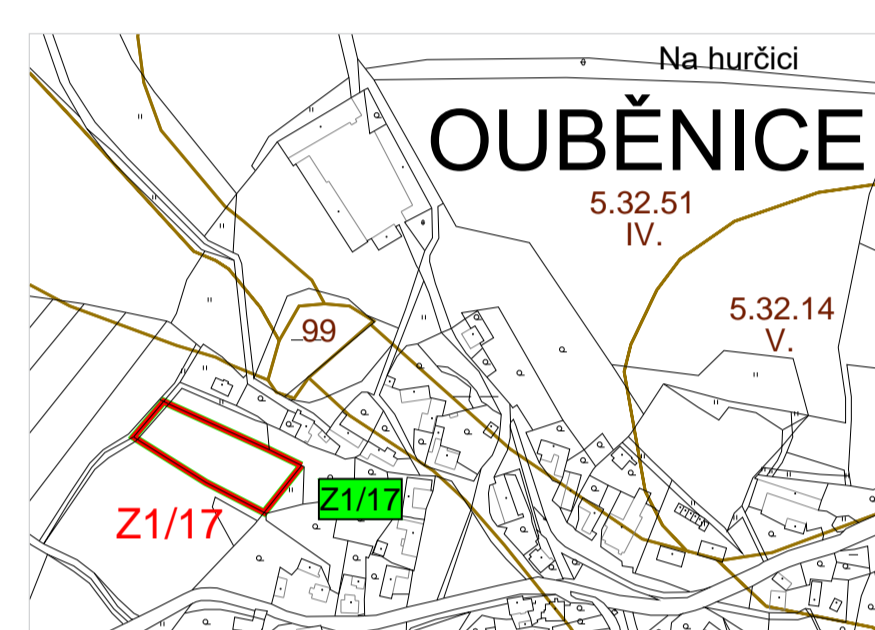 Na hurčici
OUBĚNICE
5.32.51
IV.
5.32.14
V.
99
Z1/17
Z1/17